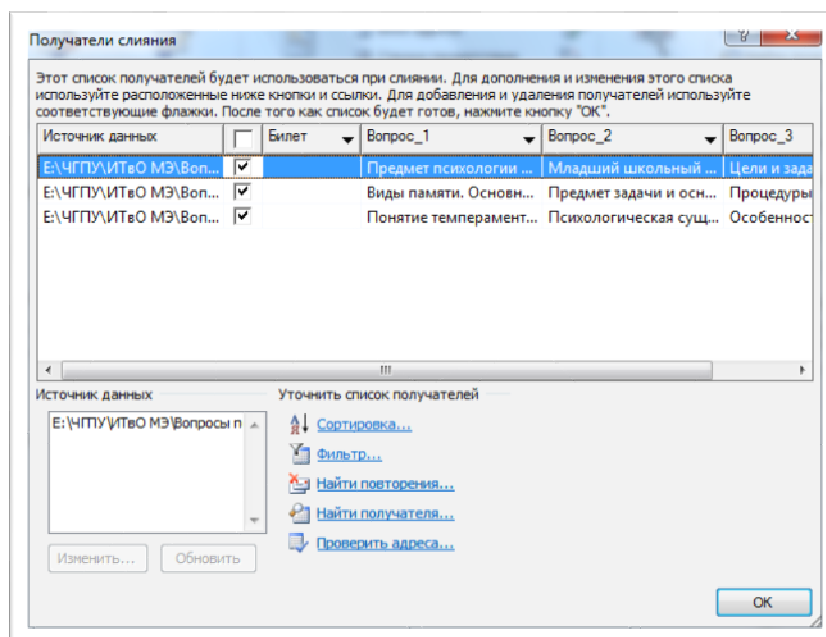 Получатели слияния
Этот список получателей будет использоваться при слиянии. Для дополнения и изменения этого списка
используйте расположенные ниже кнопки и ссылки. Для добавления и удаления получателей используйте
соответствующие флажки. После того как список будет готов, нажмите кнопку "ОК".
Источник данных Билет Вопрос_1 Вопрос_2 Вопрос_3
E:\ЧГПУ\ИТвО МЭ\Воп... Предмет психологии ... Младший школьный ... Цели и зада
E:\ЧГПУ\ИТвО МЭ\Воп... Виды памяти. Основн... Предмет задачи и осн... Процедуры
E:\ЧГПУ\ИТвО МЭ\Воп... Понятие темперамент... Психологическая сущ... Особенност
Источник данных Уточнить список получателей
E:\ЧГПУ\ИТвО МЭ\Вопросы п
Сортировка...
Фильтр...
Найти повторения...
Найти получателя...
Проверить адреса...
Изменить... Обновить
ОК